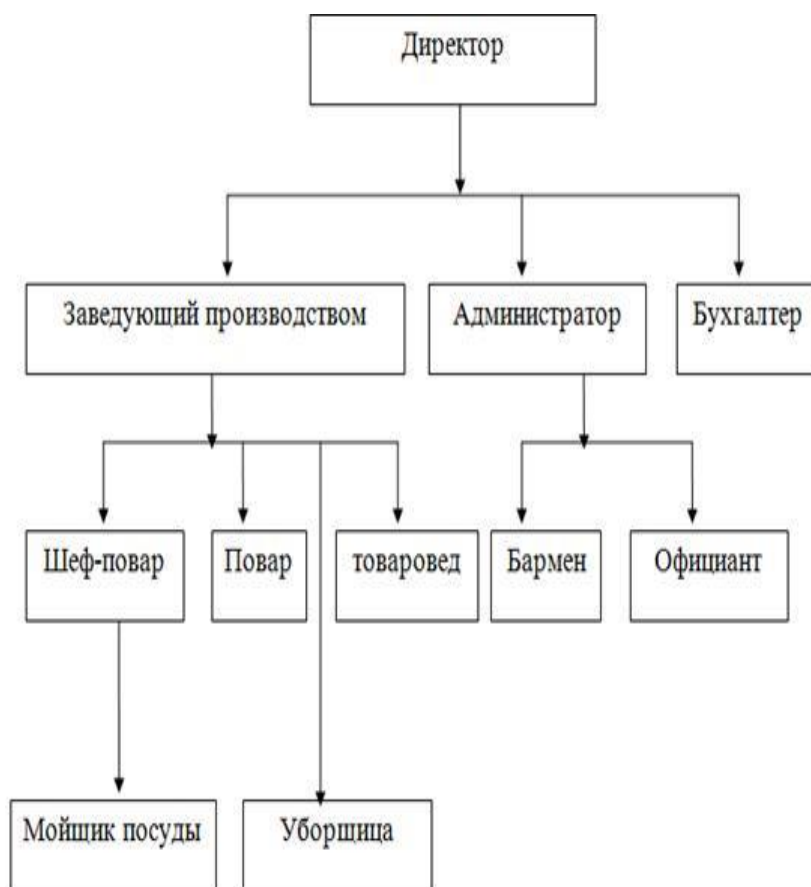 Директор
Заведующий производством
Администратор
Бухгалтер
Шеф-повар
Повар
товаровед
Бармен
Официант
Мойщик посуды
Уборщица